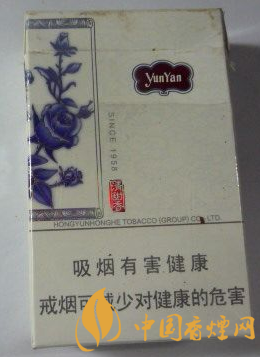 YunYan
SINCE 1958
HONGYUNHONGHE TOBACCO (GROUP) CO., LTD.
吸烟有害健康
戒烟可减少对健康的危害
中国香烟网